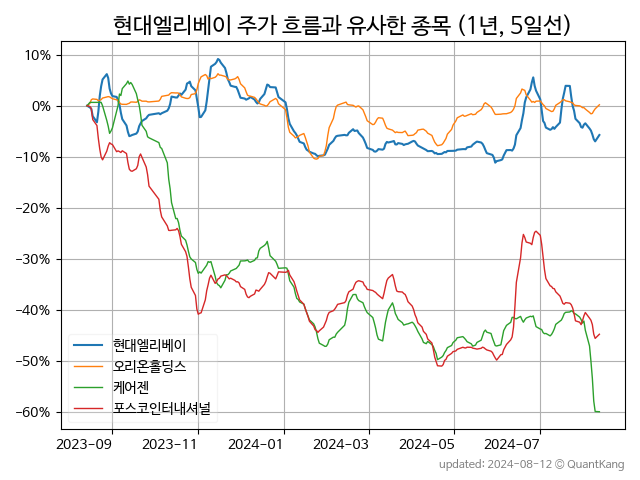 현대엘리베이 주가 흐름과 유사한 종목 (1년, 5일선)
10%
0%
−10%
−20%
−30%
−40%
−50%
−60%
현대엘리베이
오리온홀딩스
케어젠
포스코인터내셔널
2023-09 2023-11 2024-01 2024-03 2024-05 2024-07
updated: 2024-08-12 © QuantKang